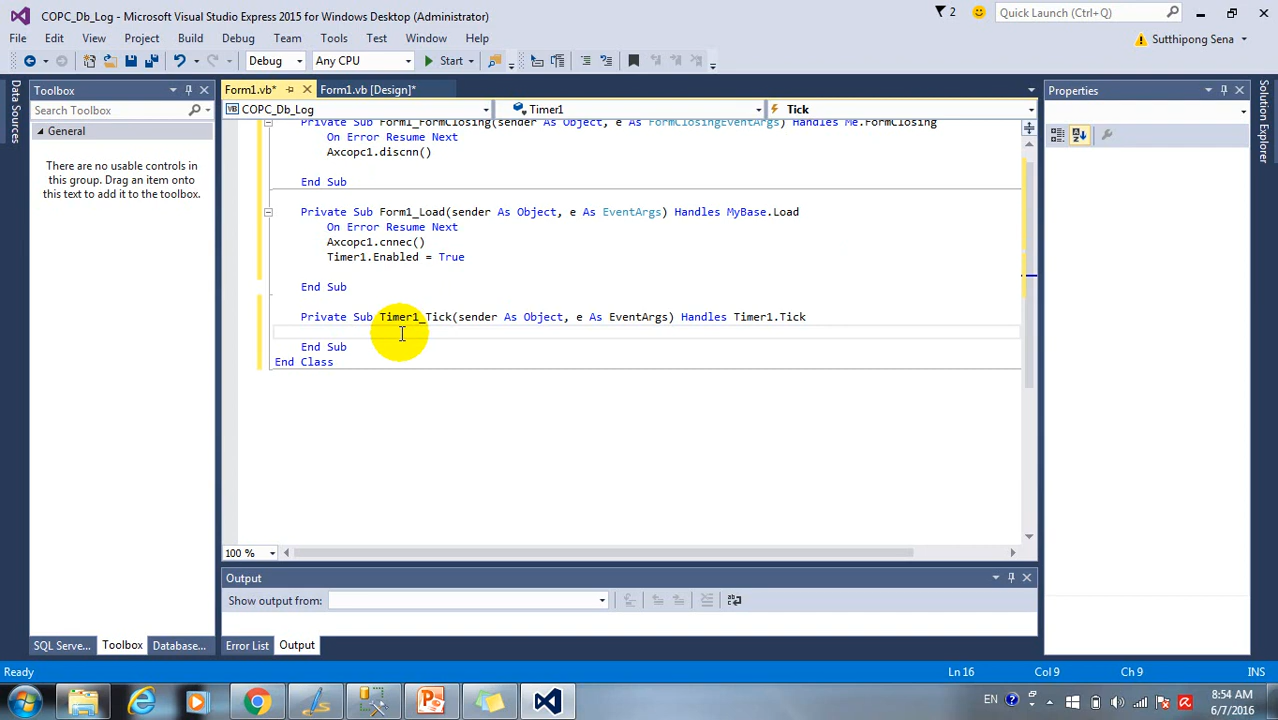 COPC_Db_Log - Microsoft Visual Studio Express 2015 for Windows Desktop (Administrator)
2
Quick Launch (Ctrl+Q)
File Edit View Project Build Debug Team Tools Test Window Help
Sutthipong Sena
Debug Any CPU Start
Data Sources
Toolbox
Search Toolbox
General
There are no usable controls in
this group. Drag an item onto
this text to add it to the toolbox.
Form1.vb* Form1.vb [Design]*
COPC_Db_Log Timer1 Tick
Private Sub Form1_FormClosing(sender As Object, e As FormClosingEventArgs) Handles Me.FormClosing
On Error Resume Next
Axcopc1.discnn()
End Sub
Private Sub Form1_Load(sender As Object, e As EventArgs) Handles MyBase.Load
On Error Resume Next
Axcopc1.cnnec()
Timer1.Enabled = True
End Sub
Private Sub Timer1_Tick(sender As Object, e As EventArgs) Handles Timer1.Tick
End Sub
End Class
100 %
Properties
Solution Explorer
Output
Show output from:
SQL Serve... Toolbox Database...
Error List Output
Ready Ln 16 Col 9 Ch 9 INS
EN
8:54 AM
6/7/2016